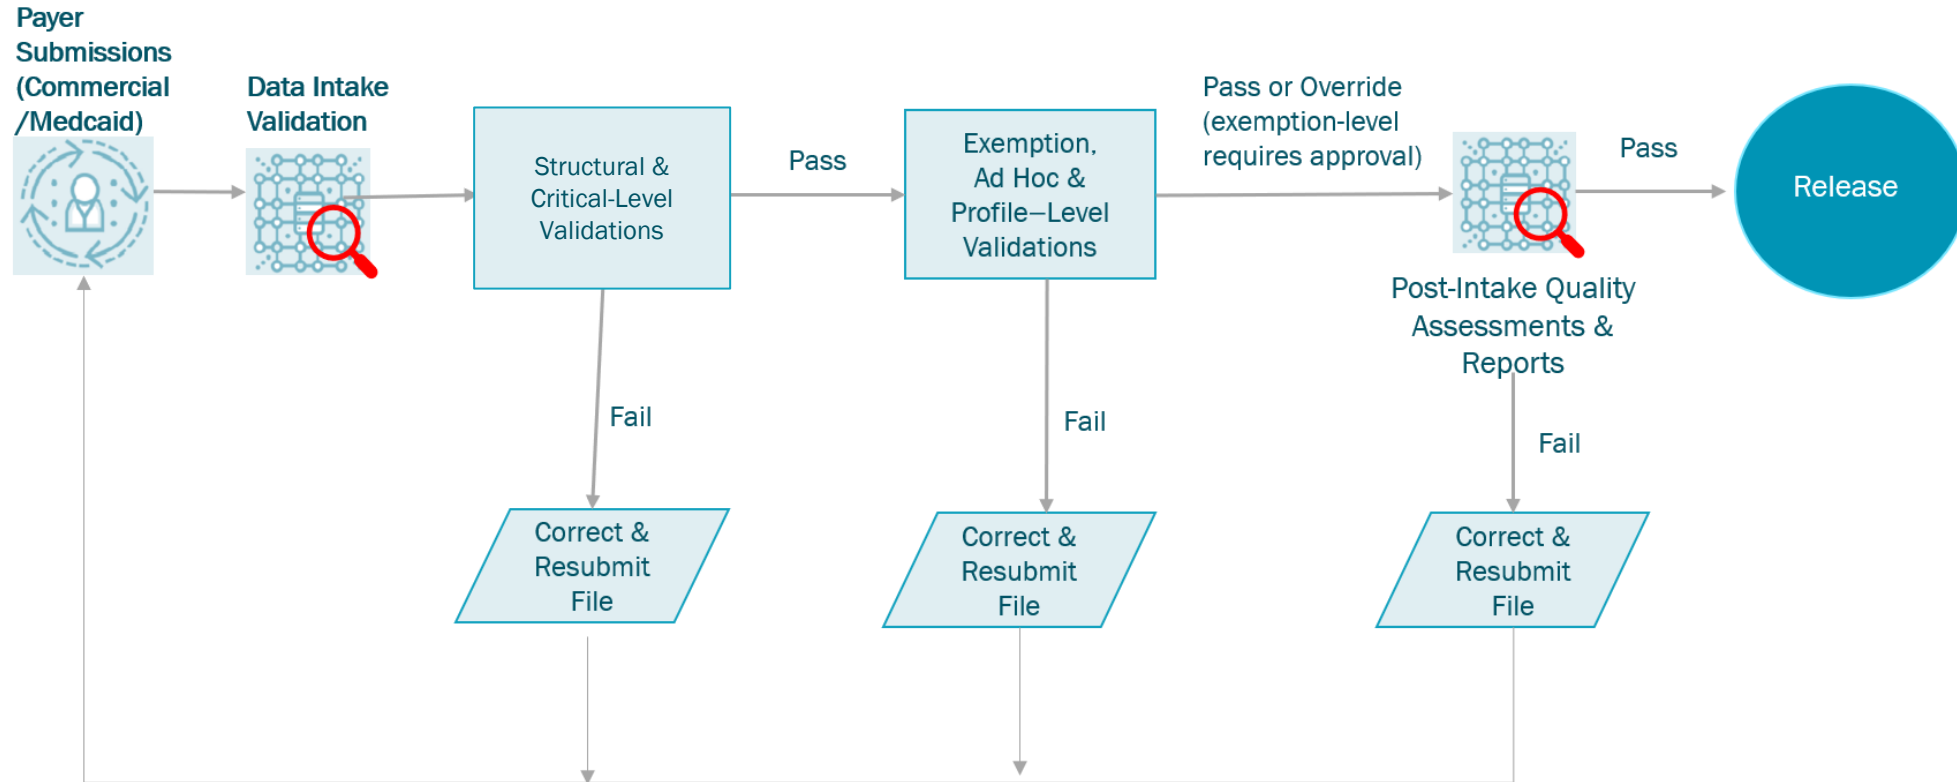 Payer
Submissions
(Commercial
/Medcaid)
Data Intake
Validation
Structural &
Critical-Level
Validations
Pass
Exemption,
Ad Hoc &
Profile–Level
Validations
Pass or Override
(exemption-level
requires approval)
Pass
Release
Post-Intake Quality
Assessments &
Reports
Fail
Fail
Fail
Correct &
Resubmit
File
Correct &
Resubmit
File
Correct &
Resubmit
File